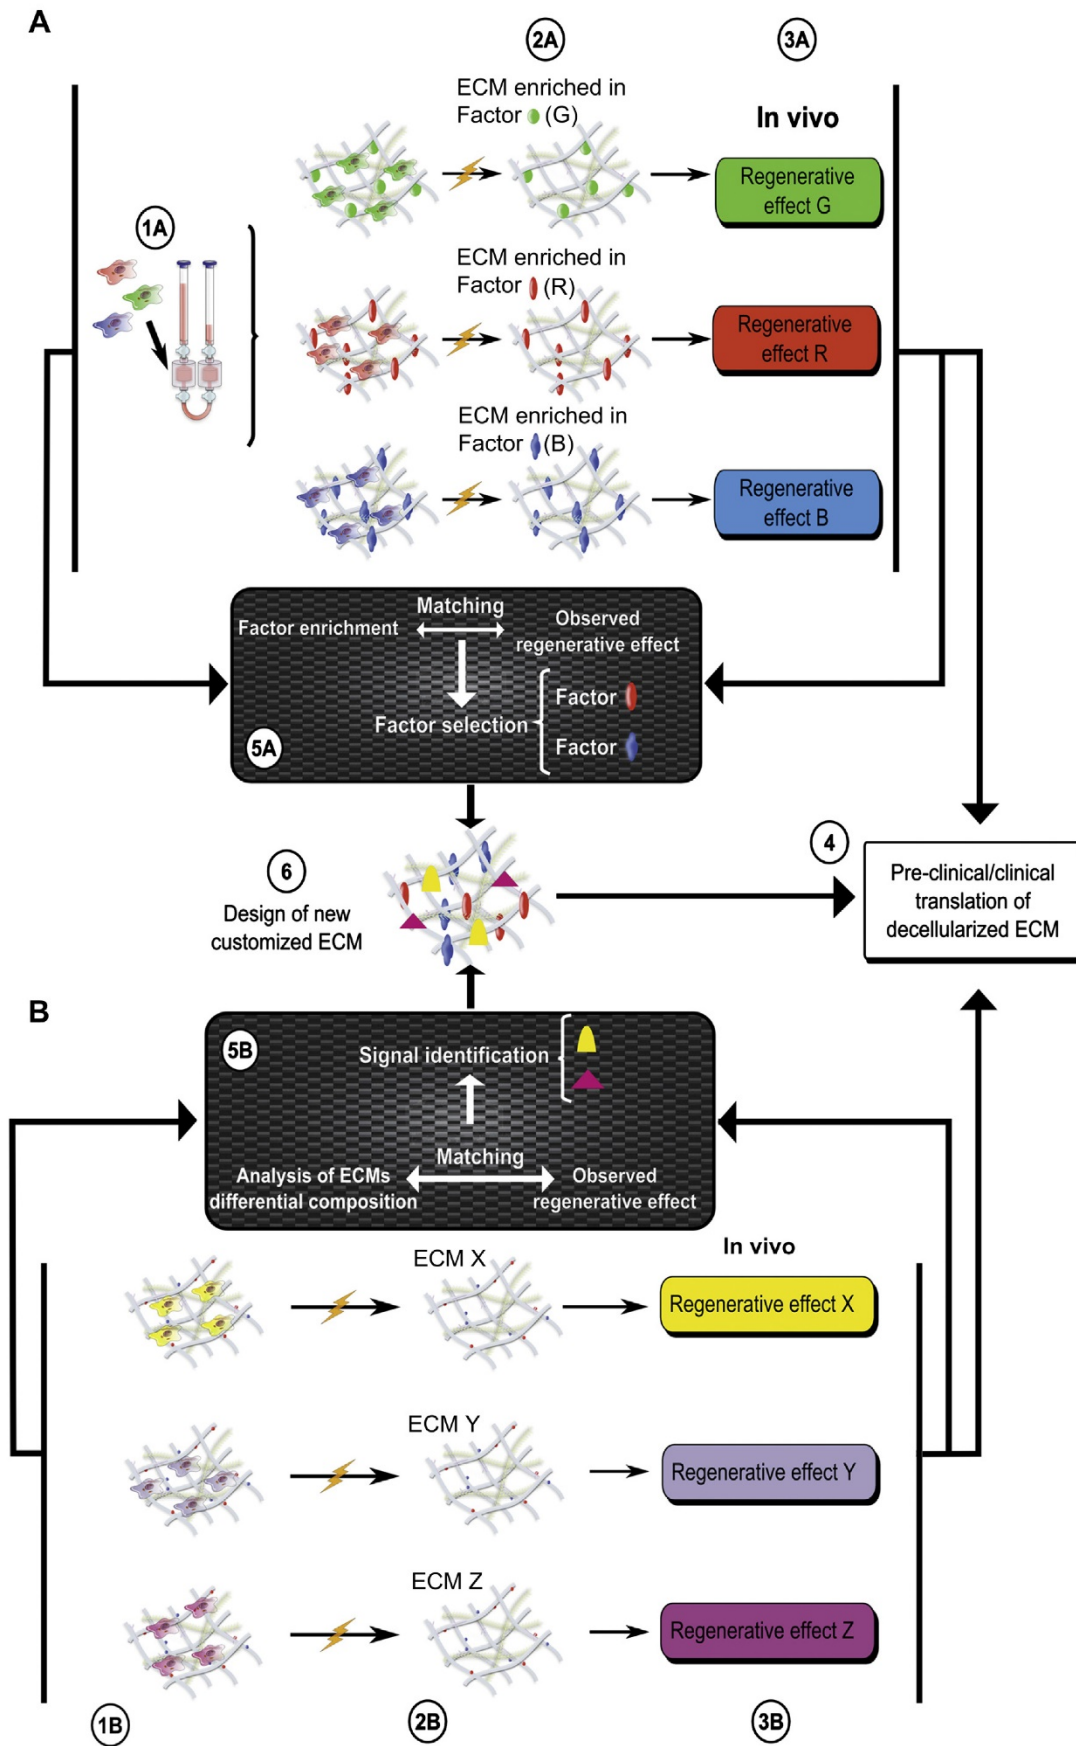 A
2A
3A
ECM enriched in
Factor (G)
In vivo
Regenerative
effect G
1A
ECM enriched in
Factor (R)
Regenerative
effect R
ECM enriched in
Factor (B)
Regenerative
effect B
Matching
Factor enrichment
Observed
regenerative effect
Factor selection
Factor
Factor
5A
4
6
Design of new
customized ECM
Pre-clinical/clinical
translation of
decellularized ECM
B
5B
Signal identification
Matching
Analysis of ECMs
differential composition
Observed
regenerative effect
In vivo
ECM X
Regenerative effect X
ECM Y
Regenerative effect Y
ECM Z
Regenerative effect Z
1B
2B
3B